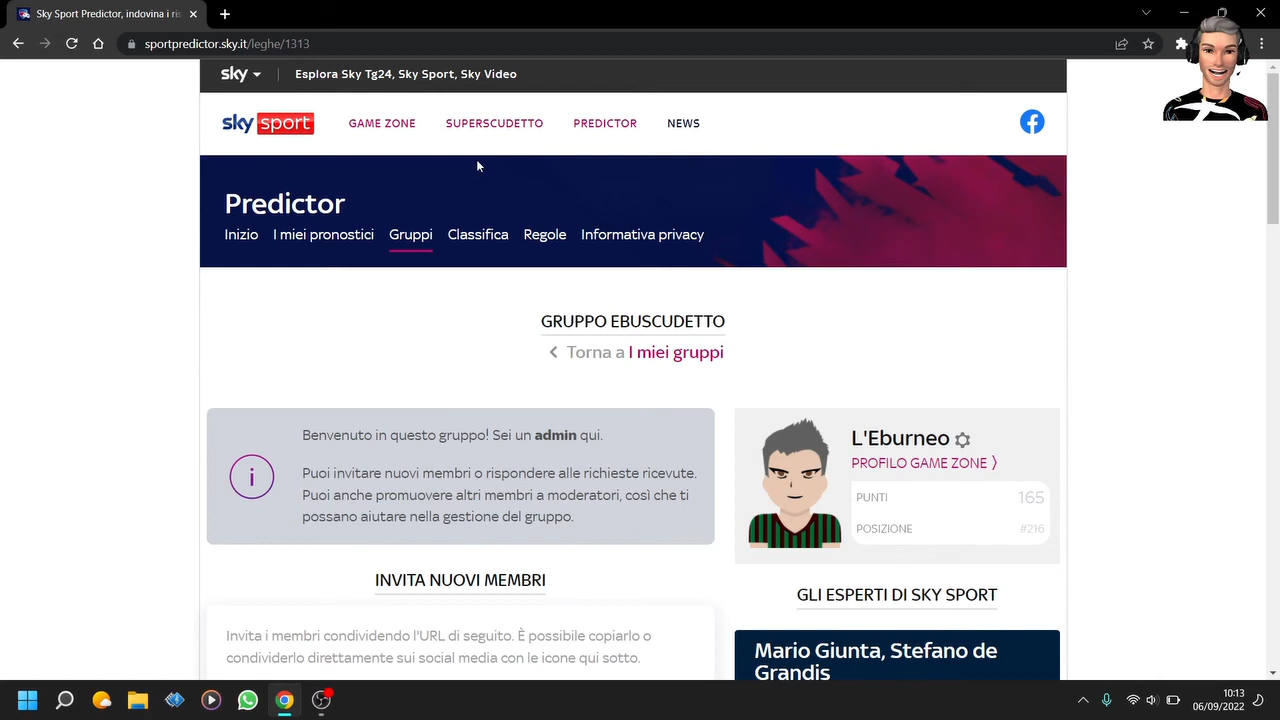 Sky Sport Predictor, indovina i ris
sportpredictor.sky.it/leghe/1313
sky
Esplora Sky Tg24, Sky Sport, Sky Video
sky sport
GAME ZONE
SUPERSCUDETTO
PREDICTOR
NEWS
Predictor
Inizio
I miei pronostici
Gruppi
Classifica
Regole
Informativa privacy
GRUPPO EBUSCUDETTO
Torna a I miei gruppi
Benvenuto in questo gruppo! Sei un admin qui.
Puoi invitare nuovi membri o rispondere alle richieste ricevute.
Puoi anche promuovere altri membri a moderatori, così che ti
possano aiutare nella gestione del gruppo.
L'Eburneo
PROFILO GAME ZONE ⟩
PUNTI
165
POSIZIONE
#216
INVITA NUOVI MEMBRI
Invita i membri condividendo l'URL di seguito. È possibile copiarlo o
condividerlo direttamente sui social media con le icone qui sotto.
GLI ESPERTI DI SKY SPORT
Mario Giunta, Stefano de
Grandis
10:13
06/09/2022